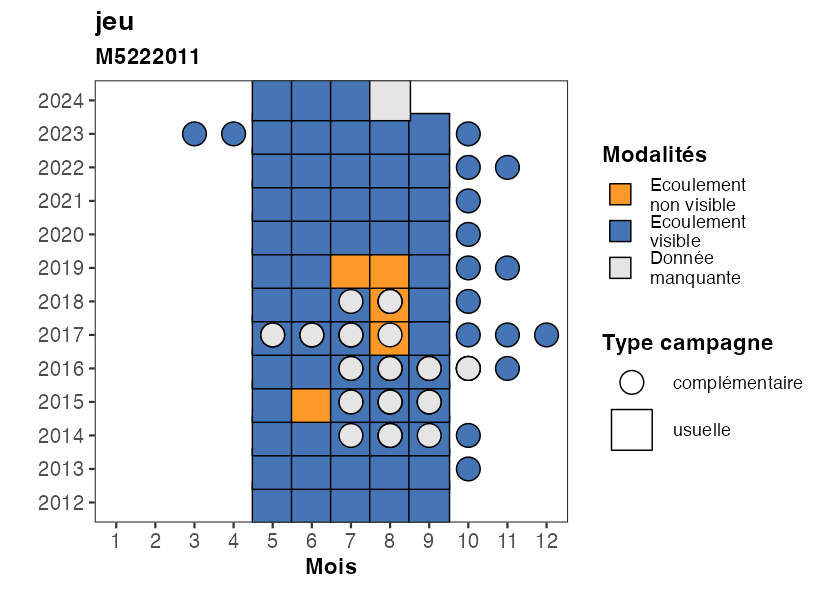 jeu
M5222011
2024
2023
2022
2021
2020
2019
2018
2017
2016
2015
2014
2013
2012
1 2 3 4 5 6 7 8 9 10 11 12
Mois
Modalités
Ecoulement
non visible
Ecoulement
visible
Donnée
manquante
Type campagne
complémentaire
usuelle